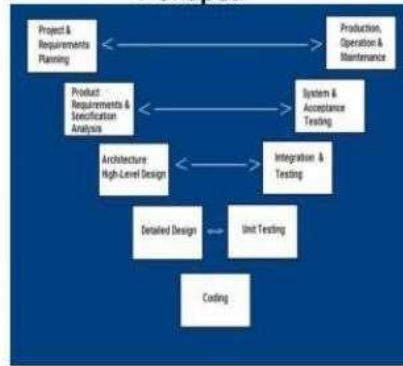 Project &
Requirements
Planning
Production,
Operation &
Maintenance
Product
Requirements &
Specification
Analysis
System &
Acceptance
Testing
Architecture
High-Level Design
Integration &
Testing
Detailed Design
Unit Testing
Coding